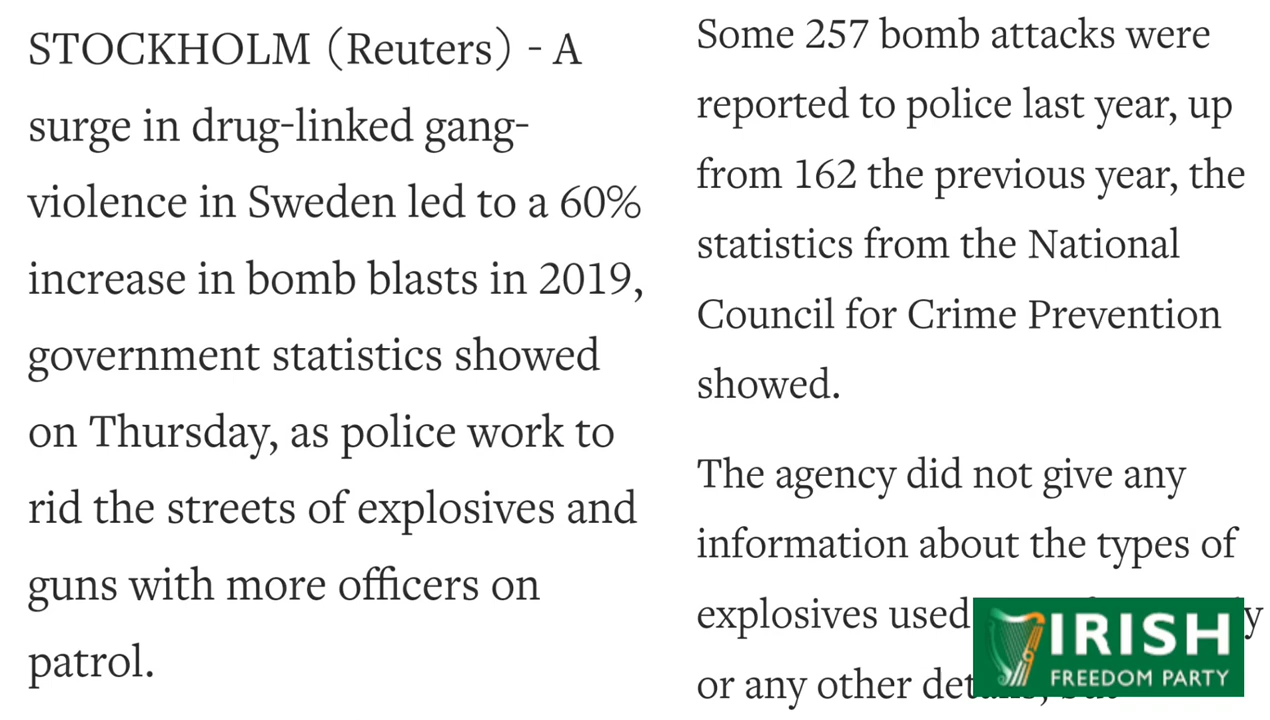 STOCKHOLM (Reuters) - A
surge in drug-linked gang-
violence in Sweden led to a 60%
increase in bomb blasts in 2019,
government statistics showed
on Thursday, as police work to
rid the streets of explosives and
guns with more officers on
patrol.
Some 257 bomb attacks were
reported to police last year, up
from 162 the previous year, the
statistics from the National
Council for Crime Prevention
showed.
The agency did not give any
information about the types of
explosives used
or any other
IRISH
FREEDOM PARTY